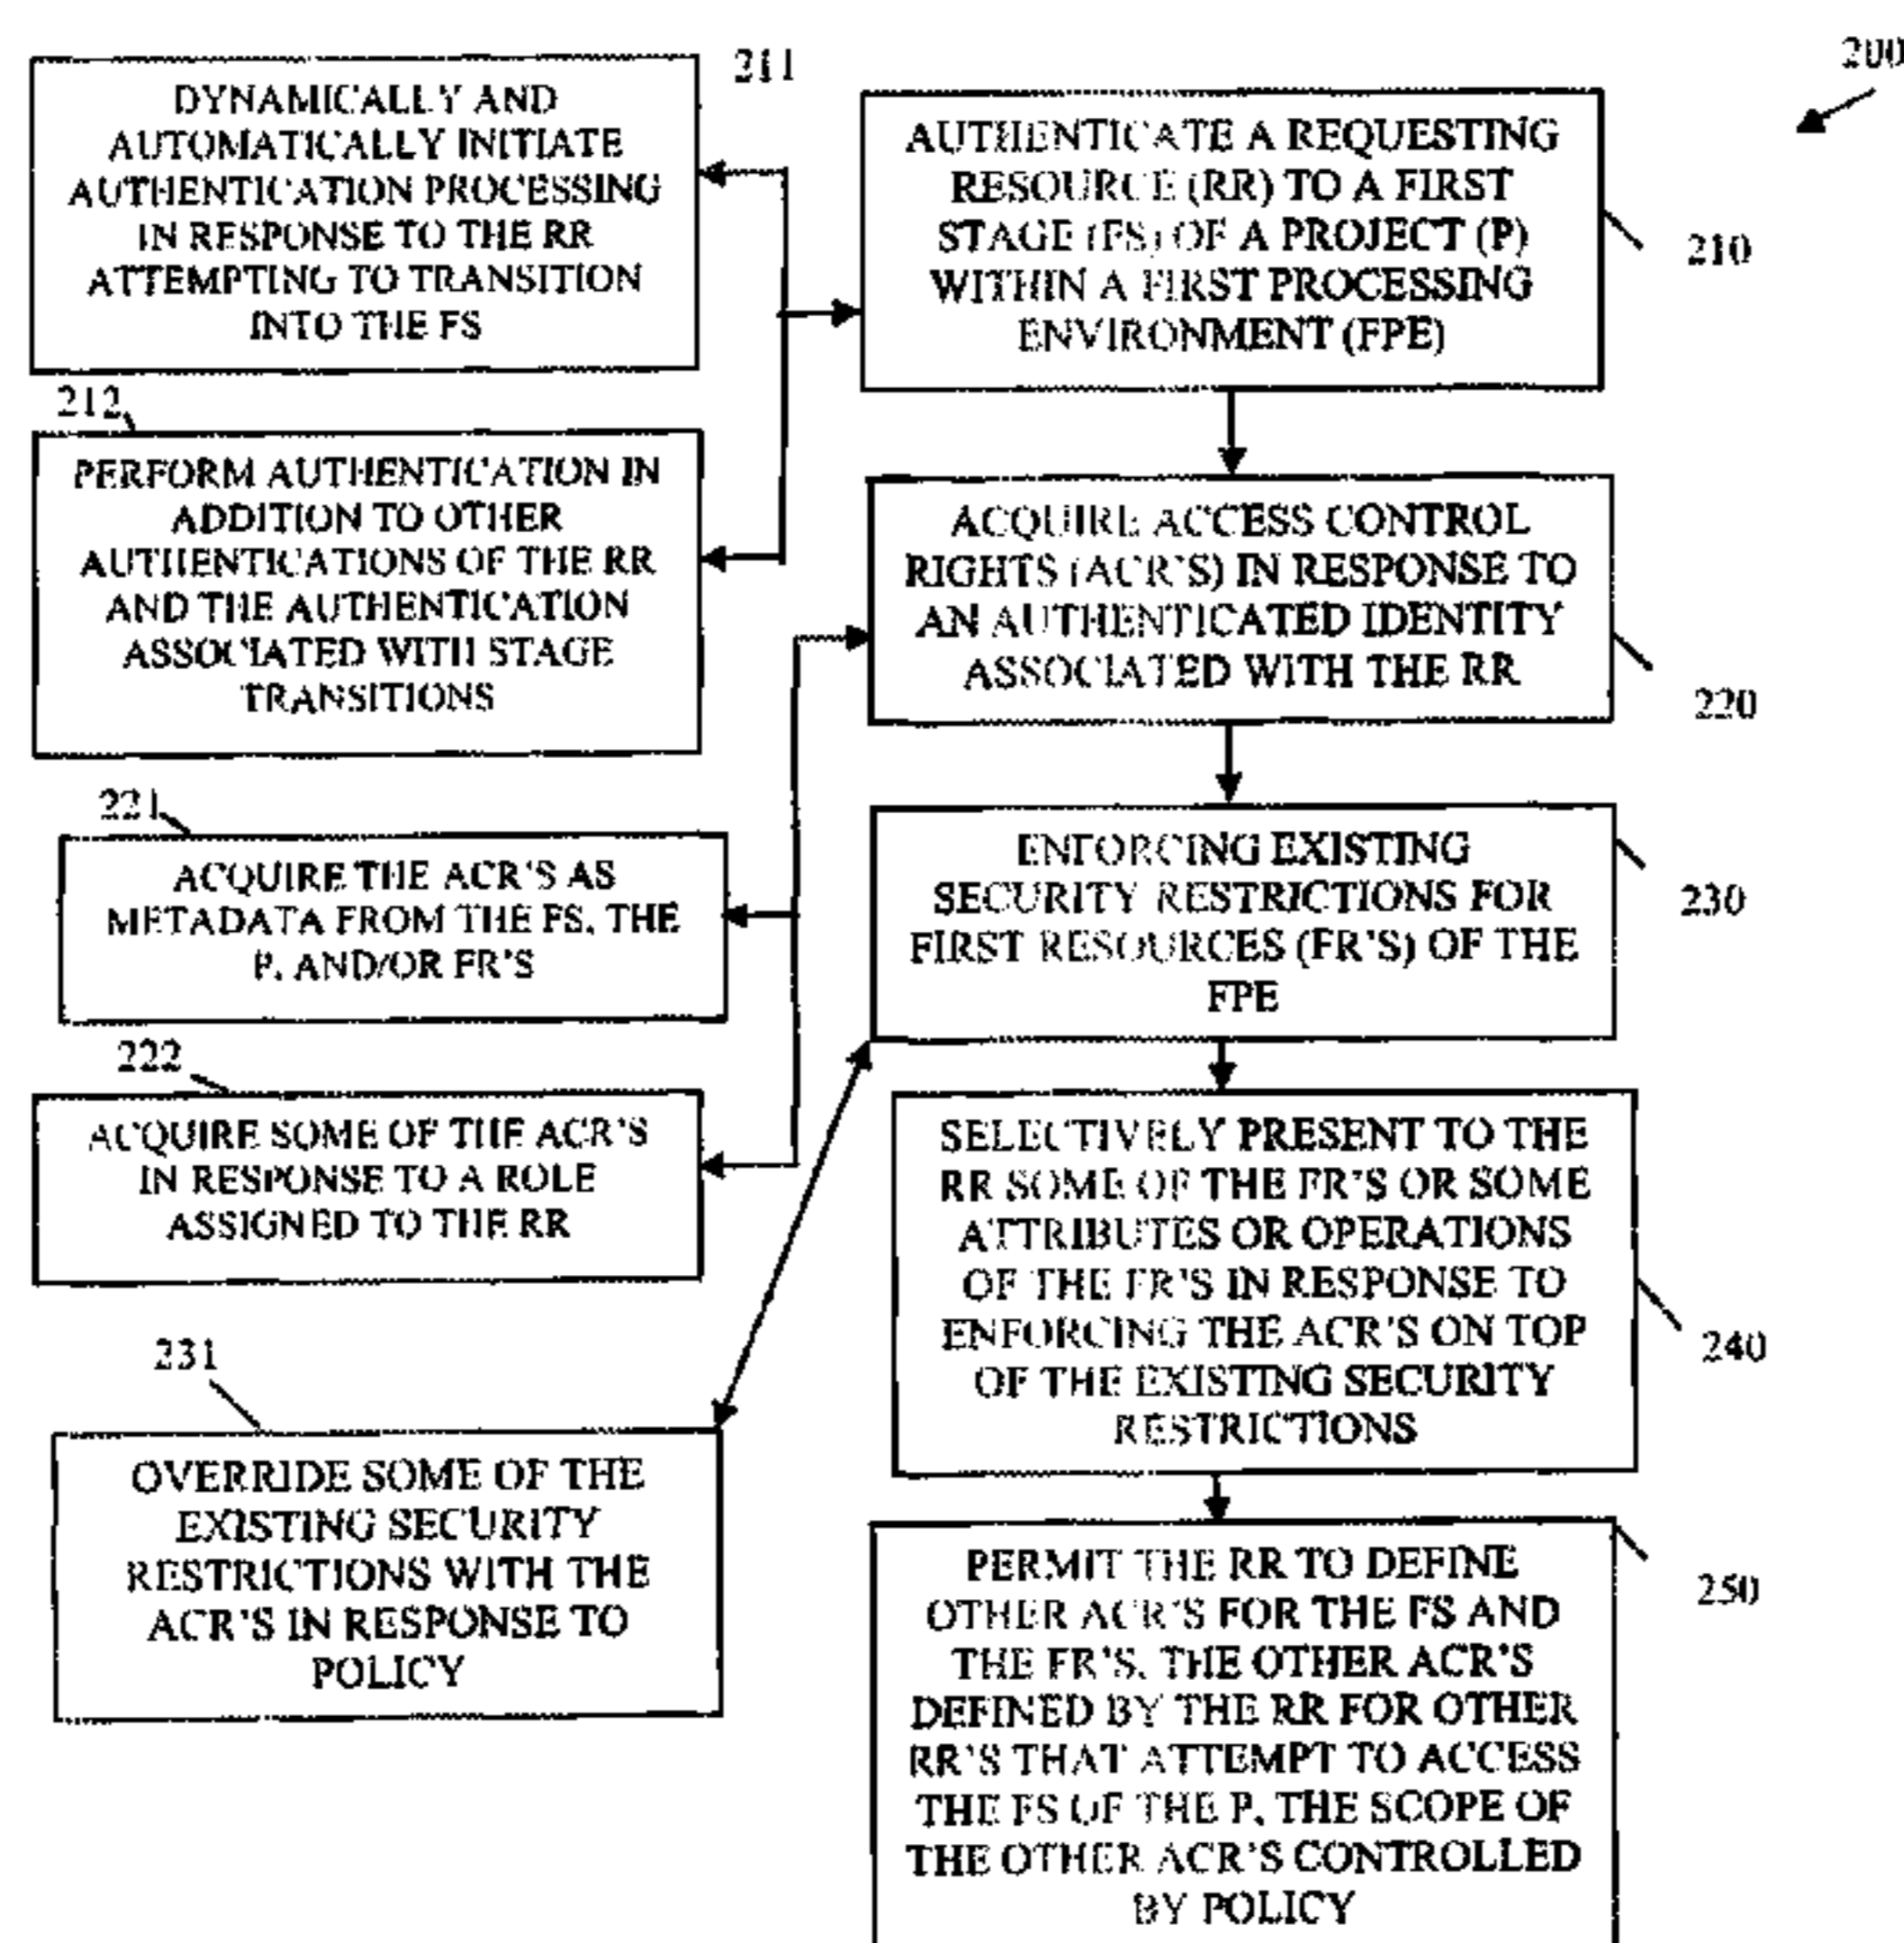 200
211
DYNAMICALLY AND
AUTOMATICALLY INITIATE
AUTHENTICATION PROCESSING
IN RESPONSE TO THE RR
ATTEMPTING TO TRANSITION
INTO THE FS
AUTHENTICATE A REQUESTING
RESOURCE (RR) TO A FIRST
STAGE (FS) OF A PROJECT (P)
WITHIN A FIRST PROCESSING
ENVIRONMENT (FPE)
210
212
PERFORM AUTHENTICATION IN
ADDITION TO OTHER
AUTHENTICATIONS OF THE RR
AND THE AUTHENTICATION
ASSOCIATED WITH STAGE
TRANSITIONS
ACQUIRE ACCESS CONTROL
RIGHTS (ACR'S) IN RESPONSE TO
AN AUTHENTICATED IDENTITY
ASSOCIATED WITH THE RR
220
221
ACQUIRE THE ACR'S AS
METADATA FROM THE FS, THE
P, AND/OR FR'S
ENFORCING EXISTING
SECURITY RESTRICTIONS FOR
FIRST RESOURCES (FR'S) OF THE
FPE
230
222
ACQUIRE SOME OF THE ACR'S
IN RESPONSE TO A ROLE
ASSIGNED TO THE RR
SELECTIVELY PRESENT TO THE
RR SOME OF THE FR'S OR SOME
ATTRIBUTES OR OPERATIONS
OF THE FR'S IN RESPONSE TO
ENFORCING THE ACR'S ON TOP
OF THE EXISTING SECURITY
RESTRICTIONS
240
231
OVERRIDE SOME OF THE
EXISTING SECURITY
RESTRICTIONS WITH THE
ACR'S IN RESPONSE TO
POLICY
PERMIT THE RR TO DEFINE
OTHER ACR'S FOR THE FS AND
THE FR'S, THE OTHER ACR'S
DEFINED BY THE RR FOR OTHER
RR'S THAT ATTEMPT TO ACCESS
THE FS OF THE P, THE SCOPE OF
THE OTHER ACR'S CONTROLLED
BY POLICY
250